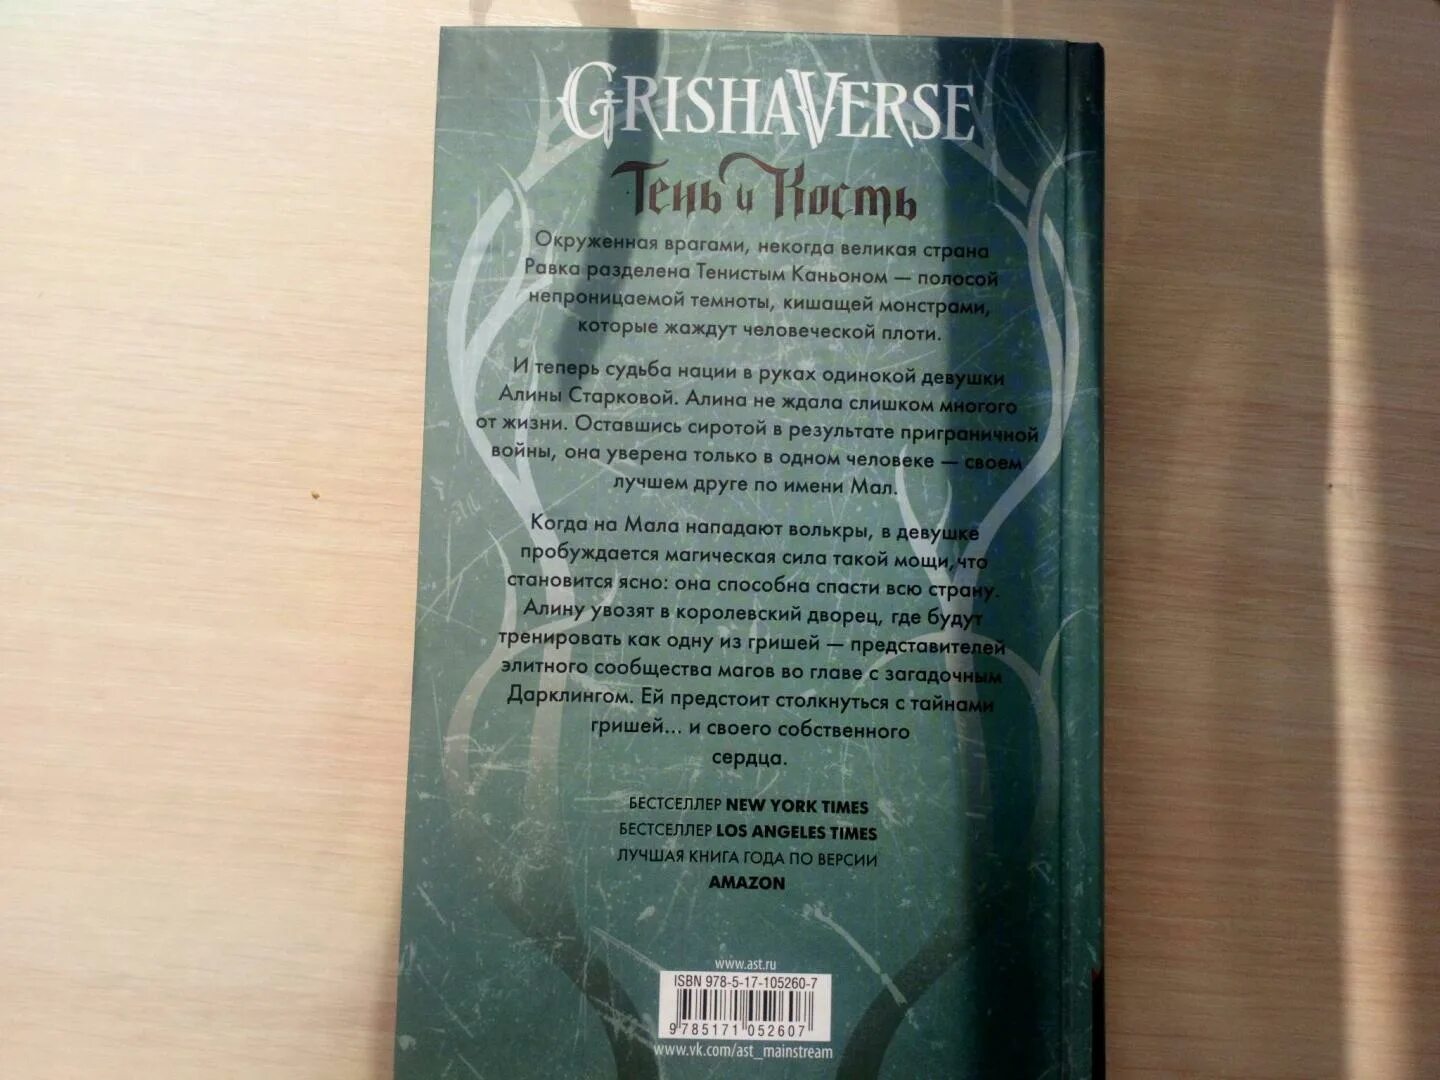 GRISHAVERSE
Тень и Кость
Окруженная врагами, некогда великая страна
Равка разделена Тенистым Каньоном — полосой
непроницаемой темноты, кишащей монстрами,
которые жаждут человеческой плоти.
И теперь судьба нации в руках одинокой девушки
Алины Старковой. Алина не ждала слишком многого
от жизни. Оставшись сиротой в результате приграничной
войны, она уверена только в одном человеке — своем
лучшем друге по имени Мал.
Когда на Мала нападают волькры, в девушке
пробуждается магическая сила такой мощи,что
становится ясно: она способна спасти всю страну.
Алину увозят в королевский дворец, где будут
тренировать как одну из гришей — представителей
элитного сообщества магов во главе с загадочным
Дарклингом. Ей предстоит столкнуться с тайнами
гришей... и своего собственного
сердца.
БЕСТСЕЛЛЕР NEW YORK TIMES
БЕСТСЕЛЛЕР LOS ANGELES TIMES
ЛУЧШАЯ КНИГА ГОДА ПО ВЕРСИИ
AMAZON
www.ast.ru
ISBN 978-5-17-105260-7
9 785171 052607
www.vk.com/ast_mainstream